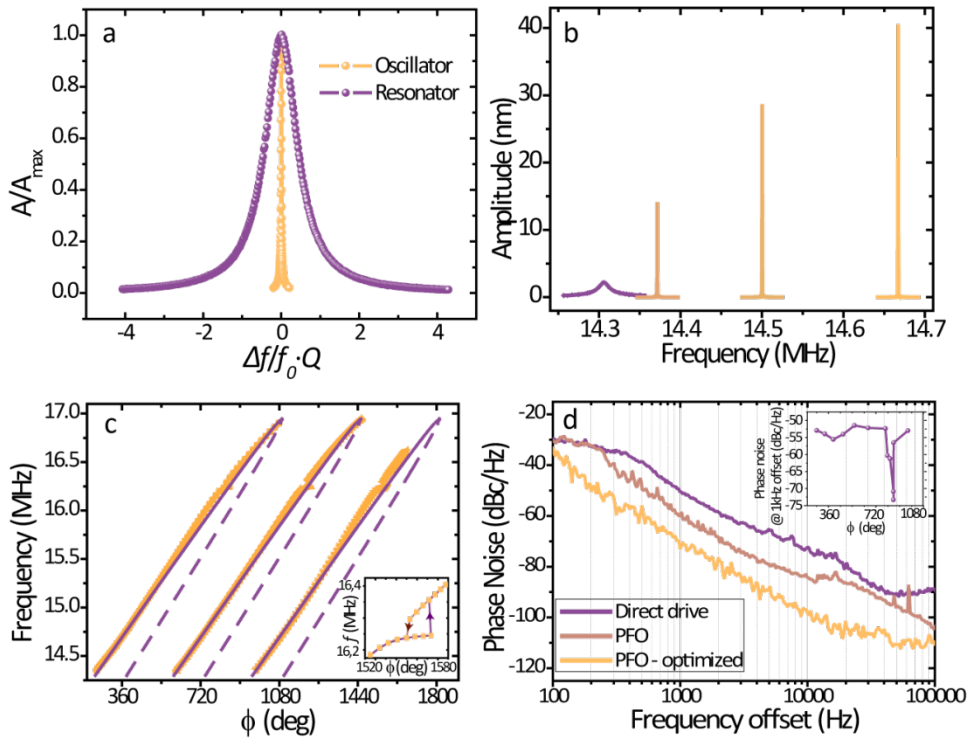 a
A/A_max
1.0
0.8
0.6
0.4
0.2
0.0
Oscillator
Resonator
-4
-2
0
2
4
Δf/f_0·Q
b
Amplitude (nm)
40
30
20
10
0
14.3
14.4
14.5
14.6
14.7
Frequency (MHz)
c
Frequency (MHz)
17.0
16.5
16.0
15.5
15.0
14.5
360
720
1080
1440
1800
ϕ (deg)
16,4
16,2
f (MHz)
1520
1580
ϕ(deg)
d
Phase Noise (dBc/Hz)
-20
-40
-60
-80
-100
-120
Direct drive
PFO
PFO - optimized
100
1000
10000
100000
Frequency offset (Hz)
Phase noise
@ 1kHz offset (dBc/Hz)
-50
-55
-60
-65
-70
-75
360
720
1080
ϕ (deg)